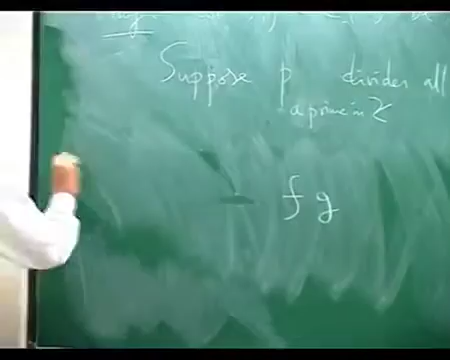 Suppose p divides all
a prime in ℤ
f g